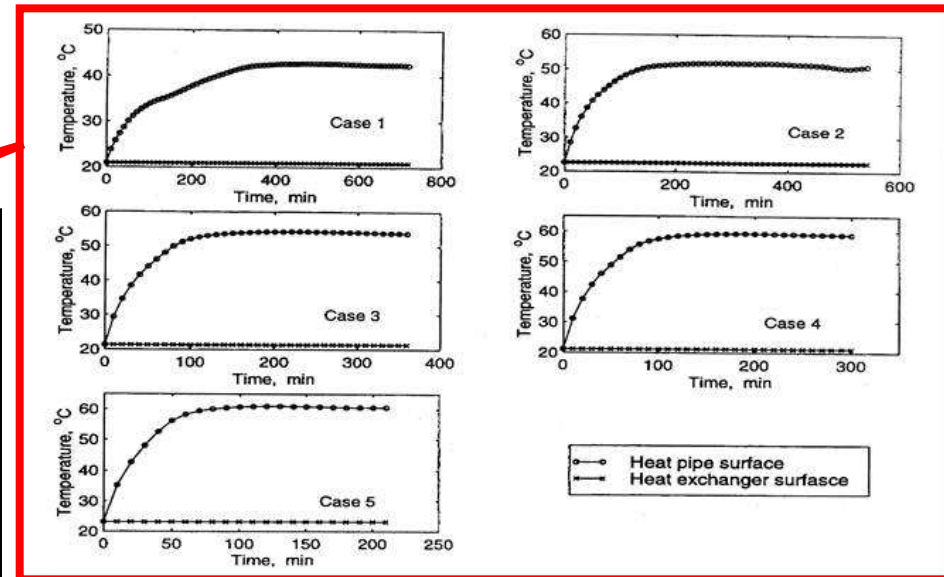 50
40
30
20
0 200 400 600 800
Temperature, °C
Time, min
Case 1
60
50
40
30
20
0 200 400 600
Temperature, °C
Time, min
Case 2
60
50
40
30
20
0 100 200 300 400
Temperature, °C
Time, min
Case 3
60
50
40
30
20
0 100 200 300
Temperature, °C
Time, min
Case 4
60
50
40
30
20
0 50 100 150 200 250
Temperature, °C
Time, min
Case 5
Heat pipe surface
Heat exchanger surfasce